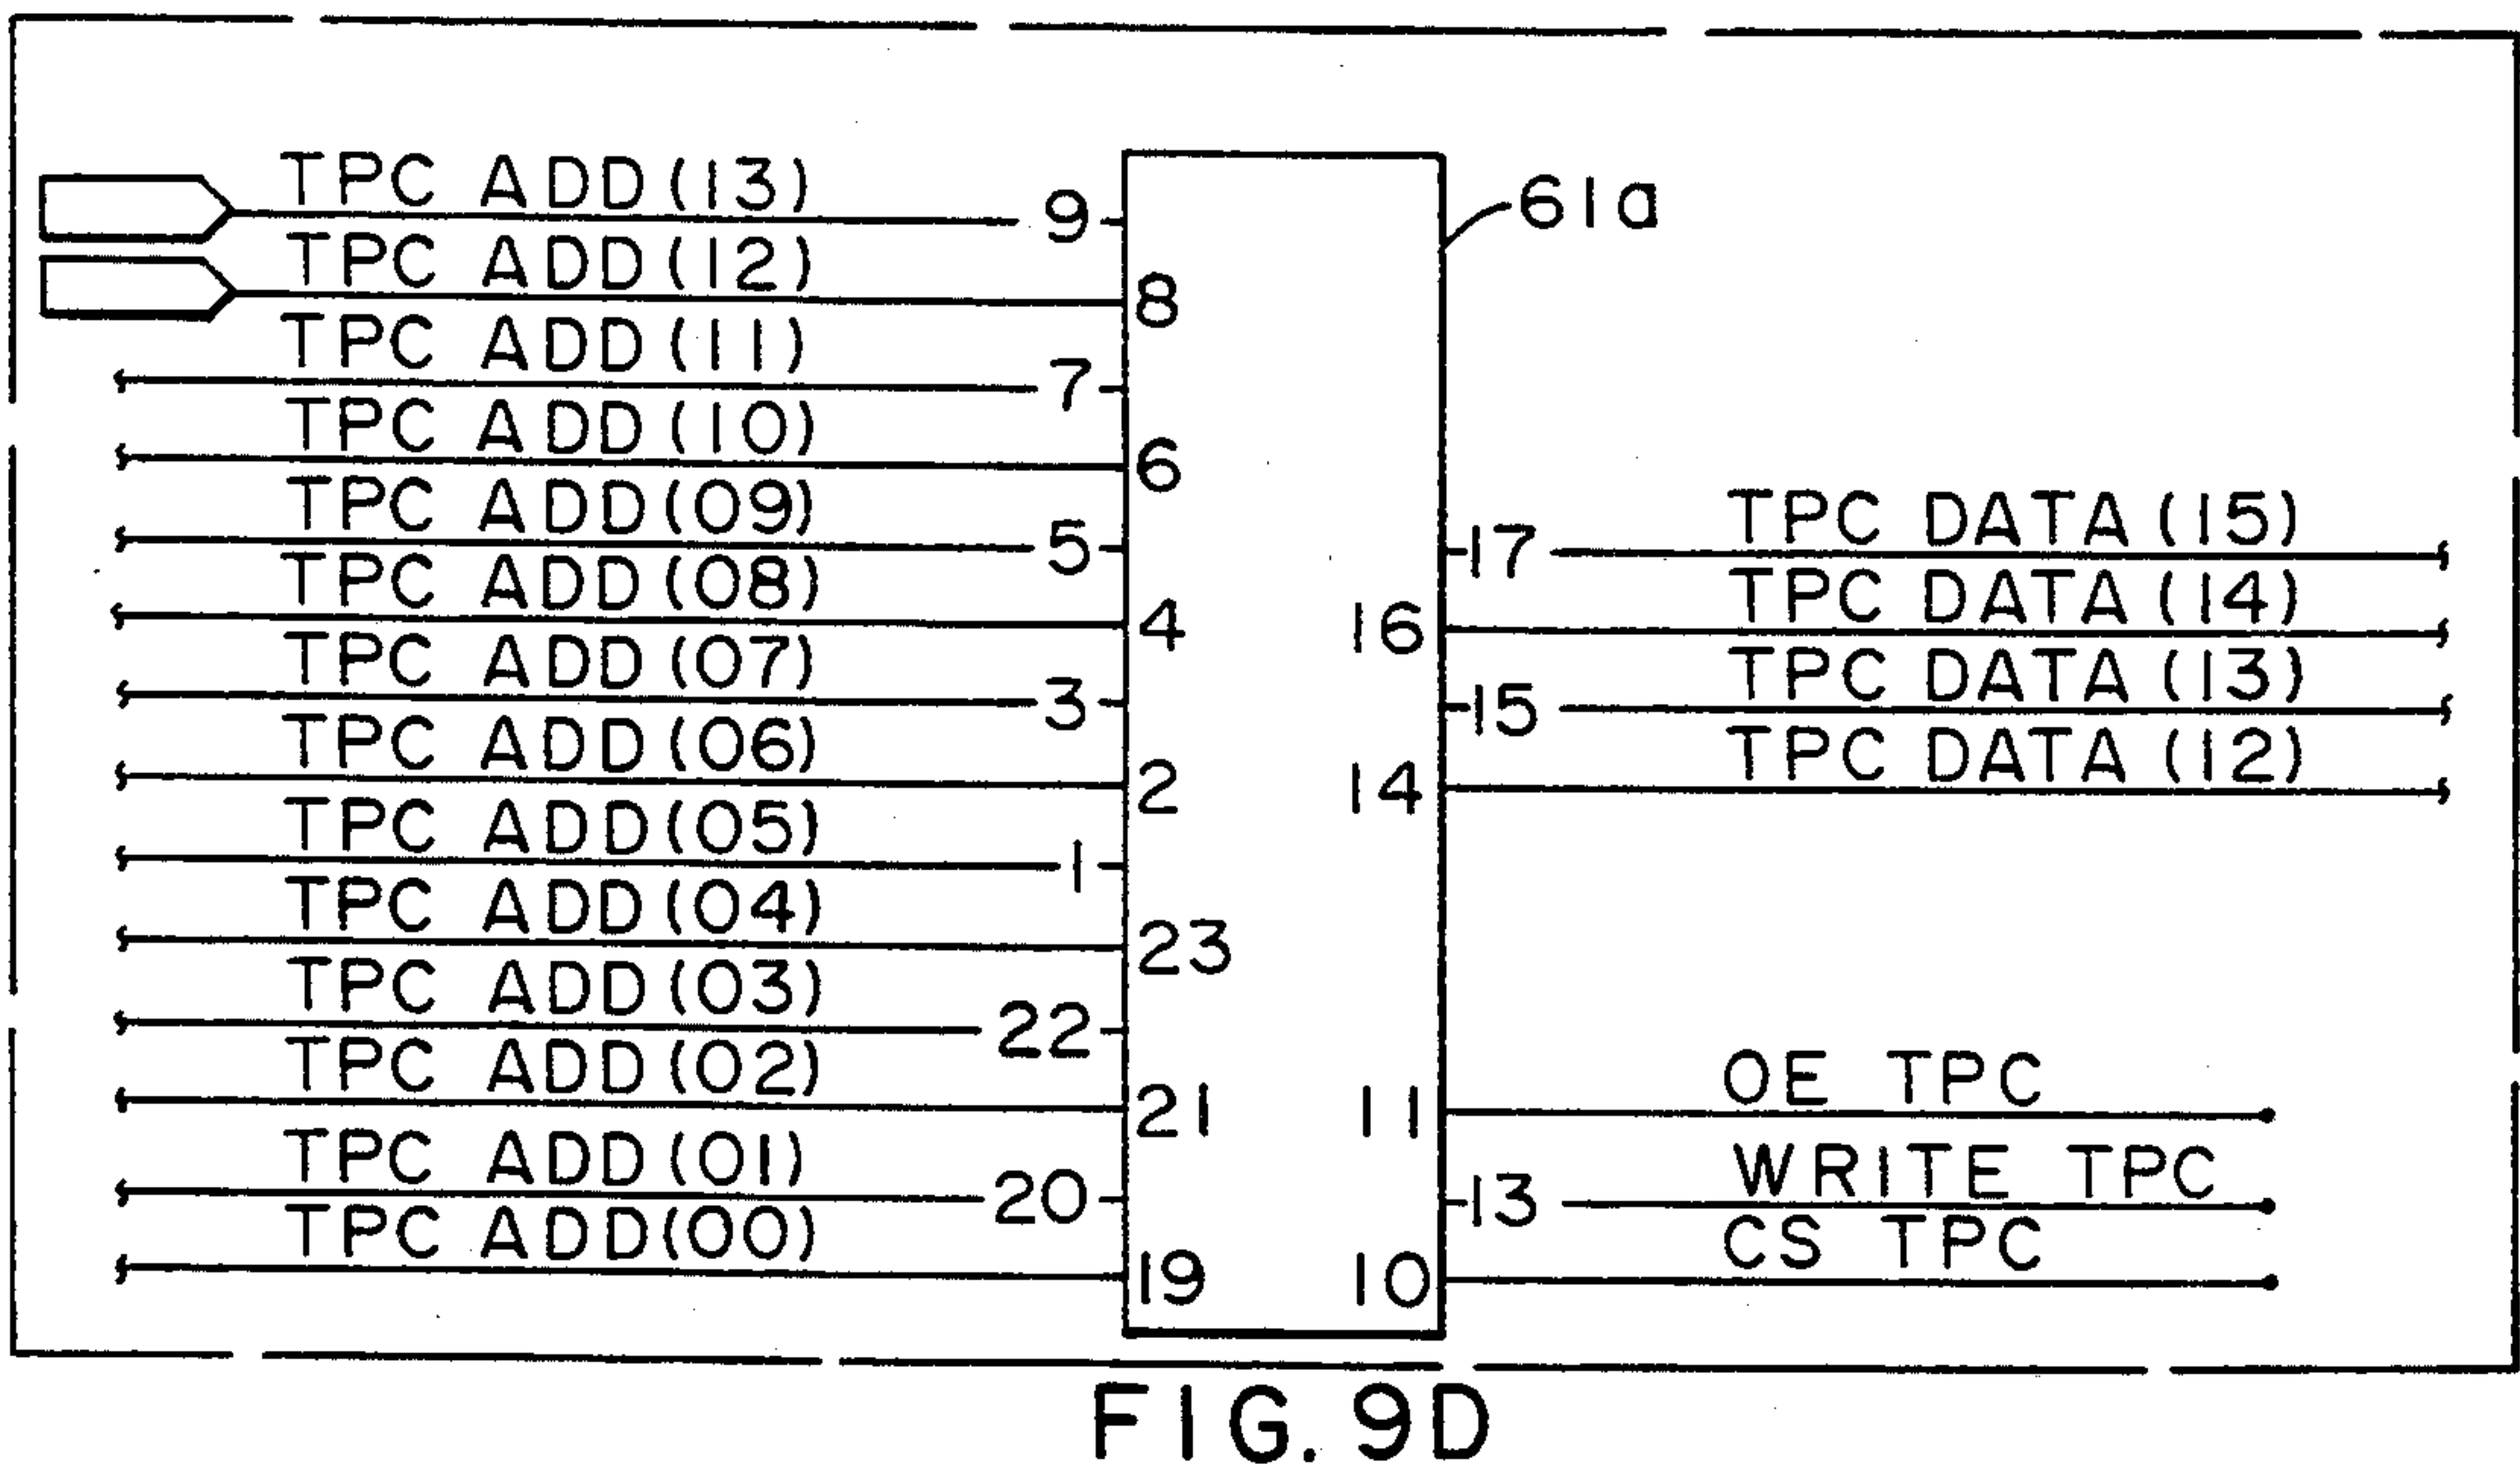 TPC ADD(13)
9
61a
TPC ADD(12)
8
TPC ADD(11)
7
TPC ADD(10)
6
TPC ADD(09)
5
17
TPC DATA(15)
TPC ADD(08)
4
16
TPC DATA(14)
TPC ADD(07)
3
15
TPC DATA(13)
TPC ADD(06)
2
14
TPC DATA(12)
TPC ADD(05)
1
TPC ADD(04)
23
TPC ADD(03)
22
TPC ADD(02)
21
11
OE TPC
TPC ADD(01)
20
13
WRITE TPC
TPC ADD(00)
19
10
CS TPC
FIG. 9D